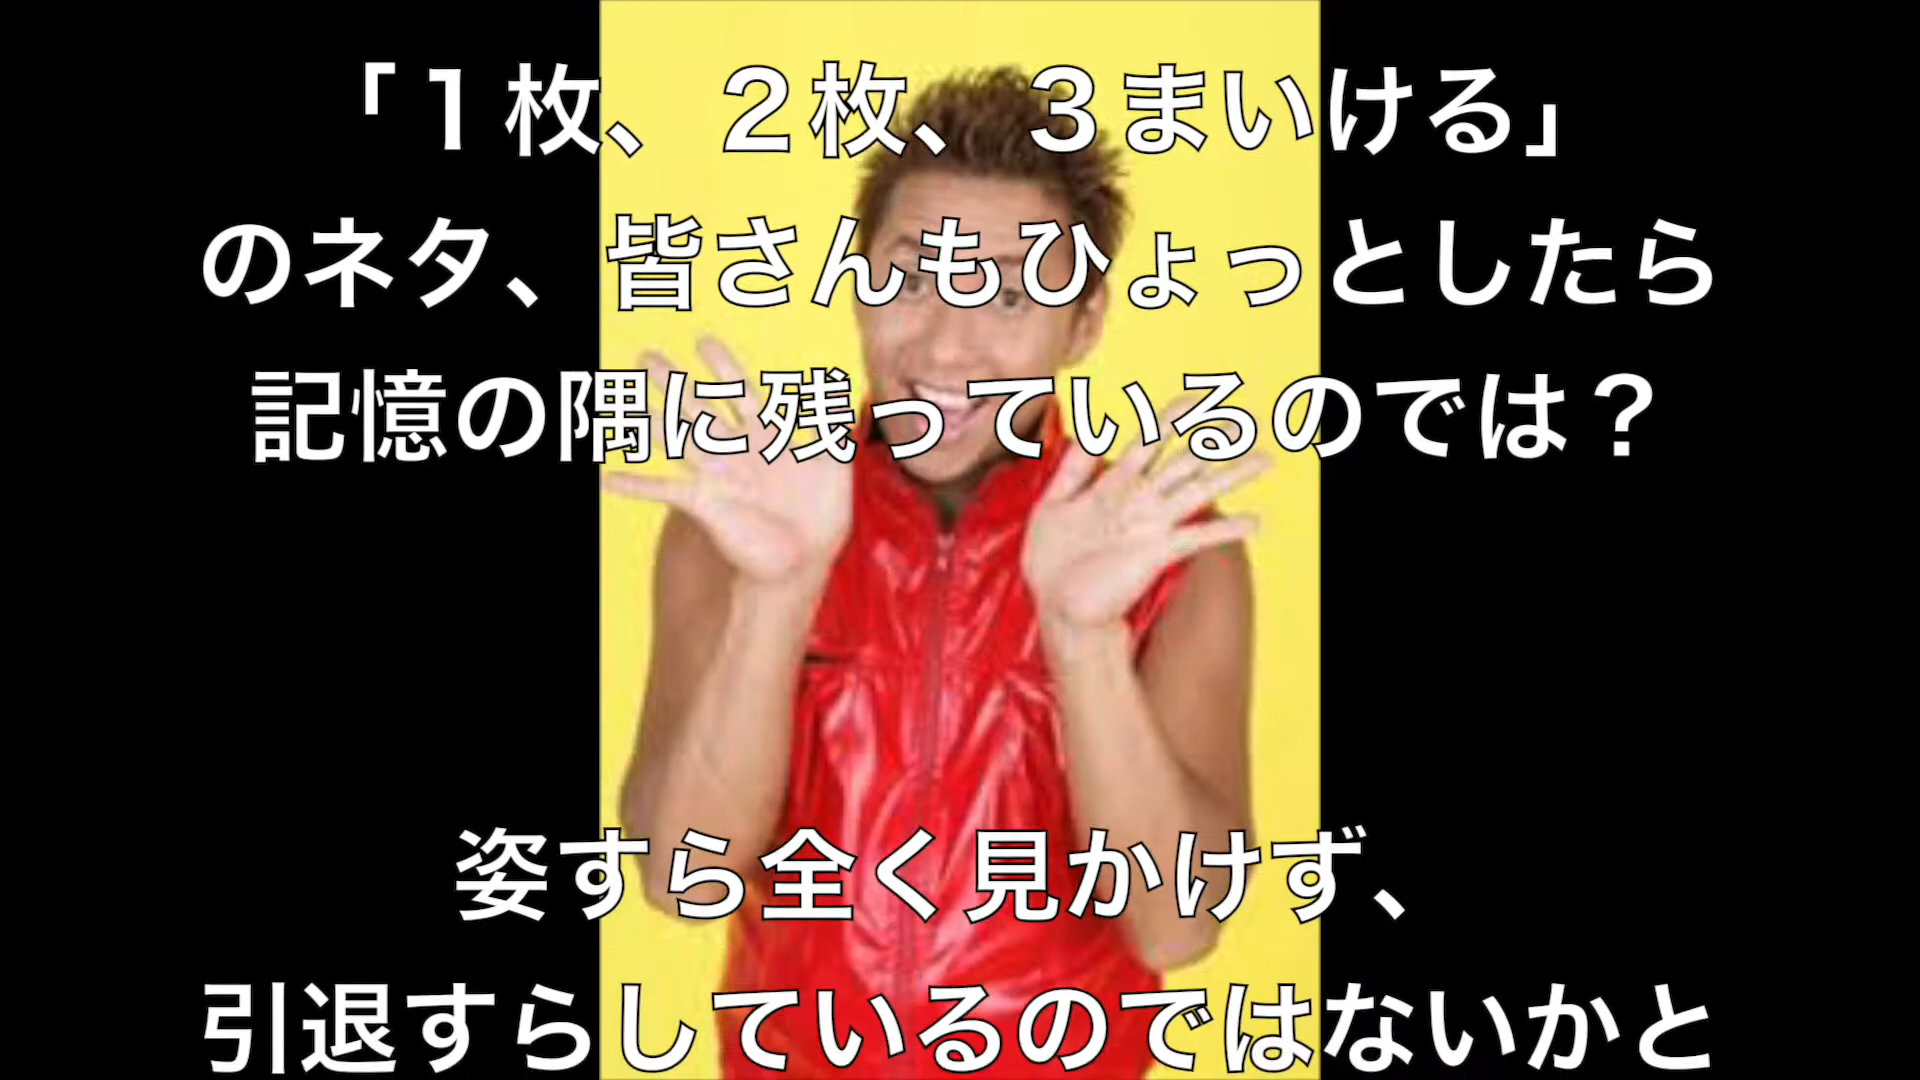 「１枚、２枚、３まいける」
のネタ、皆さんもひょっとしたら
記憶の隅に残っているのでは？
姿すら全く見かけず、
引退すらしているのではないかと